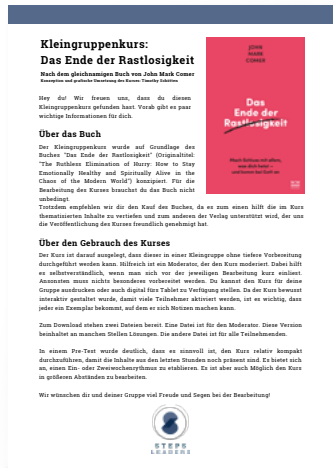 Kleingruppenkurs:
Das Ende der Rastlosigkeit
Nach dem gleichnamigen Buch von John Mark Comer
Konzeption und grafische Umsetzung des Kurses: Timothy Schütten
Hey du! Wir freuen uns, dass du diesen
Kleingruppenkurs gefunden hast. Vorab gibt es paar
wichtige Informationen für dich.
JOHN
MARK
COMER
Das
Ende der
Rastlosigkeit
Über das Buch
Der Kleingruppenkurs wurde auf Grundlage des
Buches "Das Ende der Rastlosigkeit" (Originaltitel:
"The Ruthless Elimination of Hurry: How to Stay
Emotionally Healthy and Spiritually Alive in the
Chaos of the Modern World") konzipiert. Für die
Bearbeitung des Kurses brauchst du das Buch nicht
unbedingt.
Trotzdem empfehlen wir dir den Kauf des Buches, da es zum einen hilft die im Kurs
thematisierten Inhalte zu vertiefen und zum anderen der Verlag unterstützt wird, der uns
die Veröffentlichung des Kurses freundlich genehmigt hat.
Über den Gebrauch des Kurses
Der Kurs ist darauf ausgelegt, dass dieser in einer Kleingruppe ohne tiefere Vorbereitung
durchgeführt werden kann. Hilfreich ist ein Moderator, der den Kurs moderiert. Dabei hilft
es selbstverständlich, wenn man sich vor der jeweiligen Bearbeitung kurz einliest.
Ansonsten muss nichts besonderes vorbereitet werden. Du kannst den Kurs für deine
Gruppe ausdrucken oder auch digital fürs Tablet zu Verfügung stellen. Da der Kurs bewusst
interaktiv gestaltet wurde, damit viele Teilnehmer aktiviert werden, ist es wichtig, dass
jeder ein Exemplar bekommt, auf dem er sich Notizen machen kann.
Zum Download stehen zwei Dateien bereit. Eine Datei ist für den Moderator. Diese Version
beinhaltet an manchen Stellen Lösungen. Die andere Datei ist für alle Teilnehmenden.
In einem Pre-Test wurde deutlich, dass es sinnvoll ist, den Kurs relativ kompakt
durchzuführen, damit die Inhalte aus den letzten Stunden noch präsent sind. Es bietet sich
an, einen Ein- oder Zweiwochenrythmus zu etablieren. Es ist aber auch Möglich den Kurs
in größeren Abständen zu bearbeiten.
Wir wünschen dir und deiner Gruppe viel Freude und Segen bei der Bearbeitung!
STEPS
LEADERS